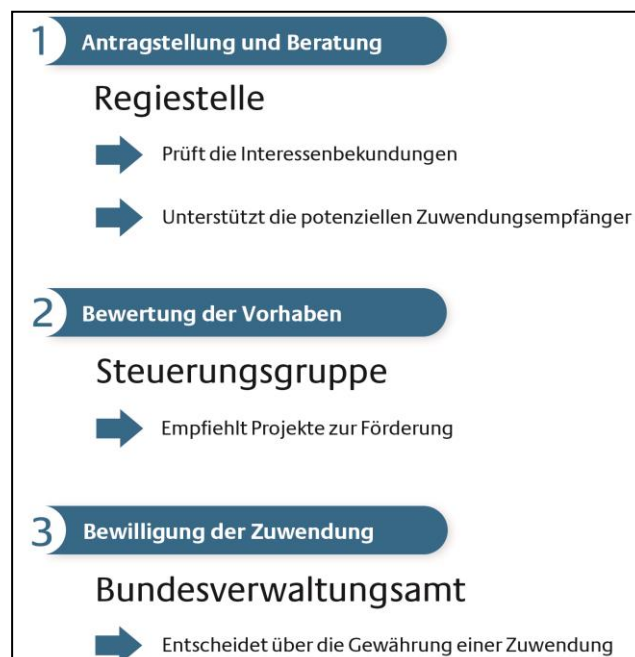 1 Antragstellung und Beratung
Regiestelle
Prüft die Interessenbekundungen
Unterstützt die potenziellen Zuwendungsempfänger
2 Bewertung der Vorhaben
Steuerungsgruppe
Empfiehlt Projekte zur Förderung
3 Bewilligung der Zuwendung
Bundesverwaltungsamt
Entscheidet über die Gewährung einer Zuwendung